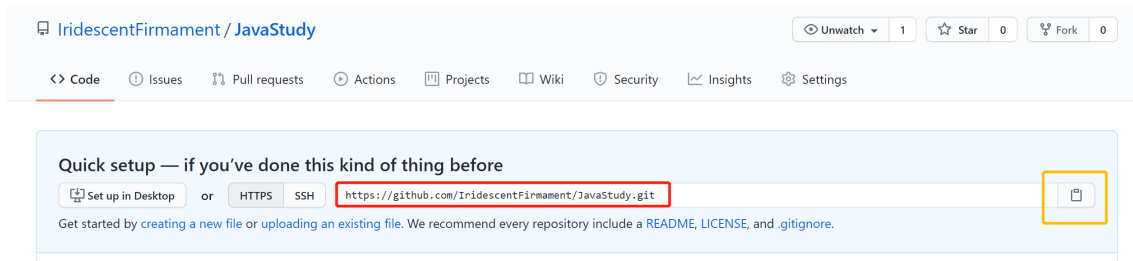 IridescentFirmament / JavaStudy
Unwatch 1 Star 0 Fork 0
Code Issues Pull requests Actions Projects Wiki Security Insights Settings
Quick setup — if you’ve done this kind of thing before
Set up in Desktop or HTTPS SSH https://github.com/IridescentFirmament/JavaStudy.git
Get started by creating a new file or uploading an existing file. We recommend every repository include a README, LICENSE, and .gitignore.